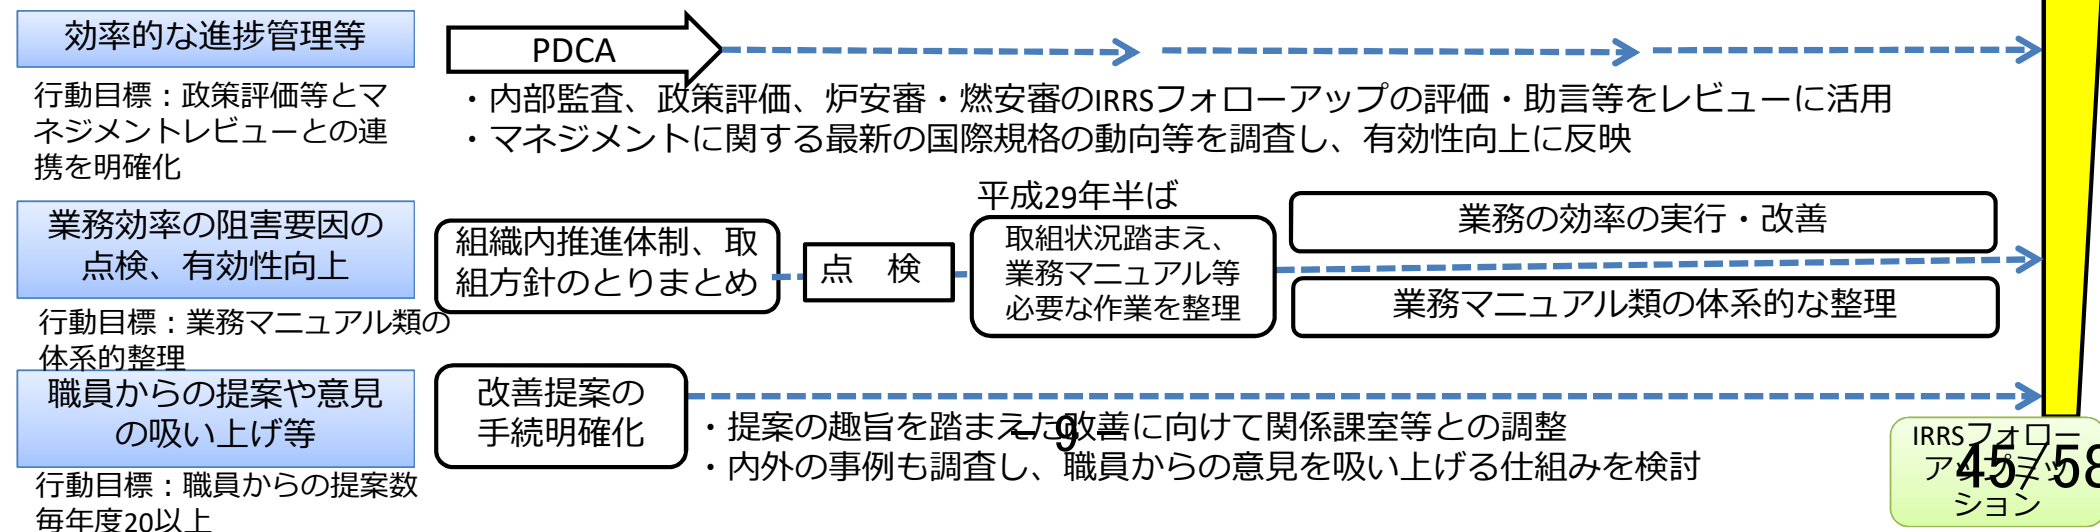 効率的な進捗管理等
PDCA
行動目標：政策評価等とマ
ネジメントレビューとの連
携を明確化
・内部監査、政策評価、炉安審・燃安審のIRRSフォローアップの評価・助言等をレビューに活用
・マネジメントに関する最新の国際規格の動向等を調査し、有効性向上に反映
業務効率の阻害要因の
点検、有効性向上
行動目標：業務マニュアル類の
体系的整理
組織内推進体制、取
組方針のとりまとめ
点　検
平成29年半ば
取組状況踏まえ、
業務マニュアル等
必要な作業を整理
業務の効率の実行・改善
業務マニュアル類の体系的な整理
職員からの提案や意見
の吸い上げ等
行動目標：職員からの提案数
毎年度20以上
改善提案の
手続明確化
・提案の趣旨を踏まえた改善に向けて関係課室等との調整
・内外の事例も調査し、職員からの意見を吸い上げる仕組みを検討
－ 9 －
IRRSフォロー
アップミッ
ション
45/58